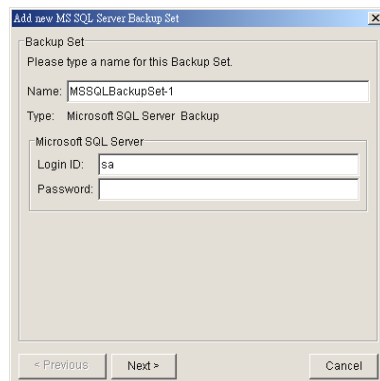 Add new MS SQL Server Backup Set
Backup Set
Please type a name for this Backup Set.
Name: MSSQLBackupSet-1
Type: Microsoft SQL Server Backup
Microsoft SQL Server
Login ID: sa
Password:
< Previous Next > Cancel